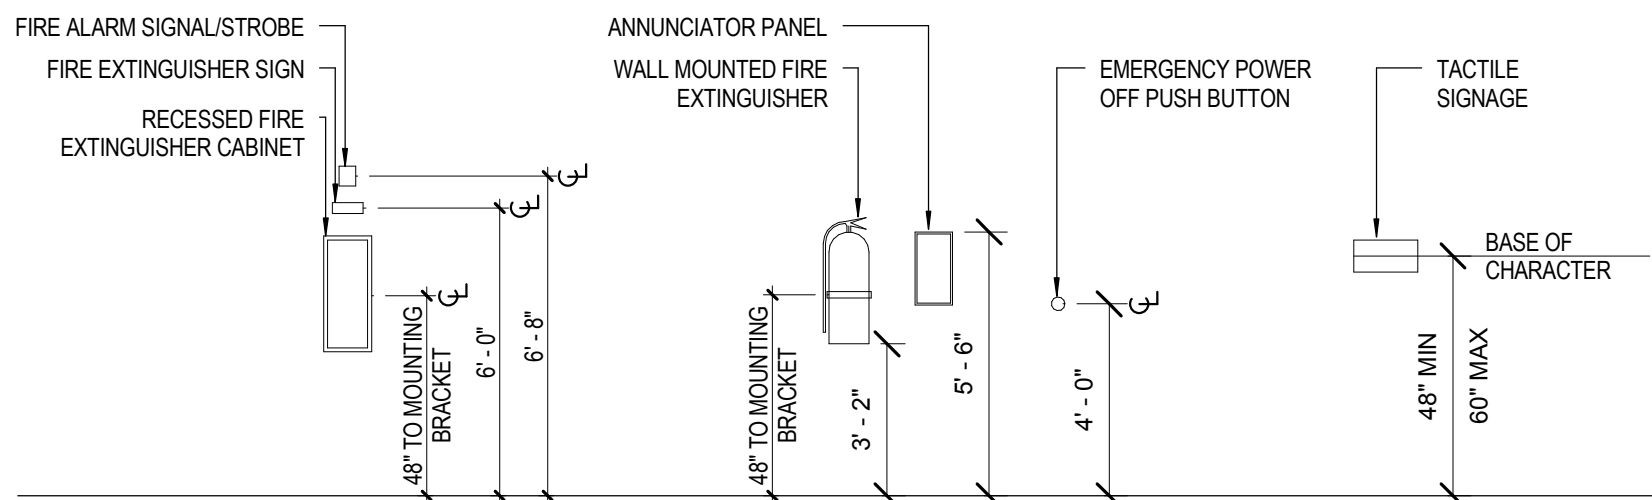 FIRE ALARM SIGNAL/STROBE
FIRE EXTINGUISHER SIGN
RECESSED FIRE
EXTINGUISHER CABINET
48" TO MOUNTING
BRACKET
6' - 0"
6' - 8"
ANNUNCIATOR PANEL
WALL MOUNTED FIRE
EXTINGUISHER
48" TO MOUNTING
BRACKET
3' - 2"
5' - 6"
EMERGENCY POWER
OFF PUSH BUTTON
4' - 0"
TACTILE
SIGNAGE
BASE OF
CHARACTER
48" MIN
60" MAX